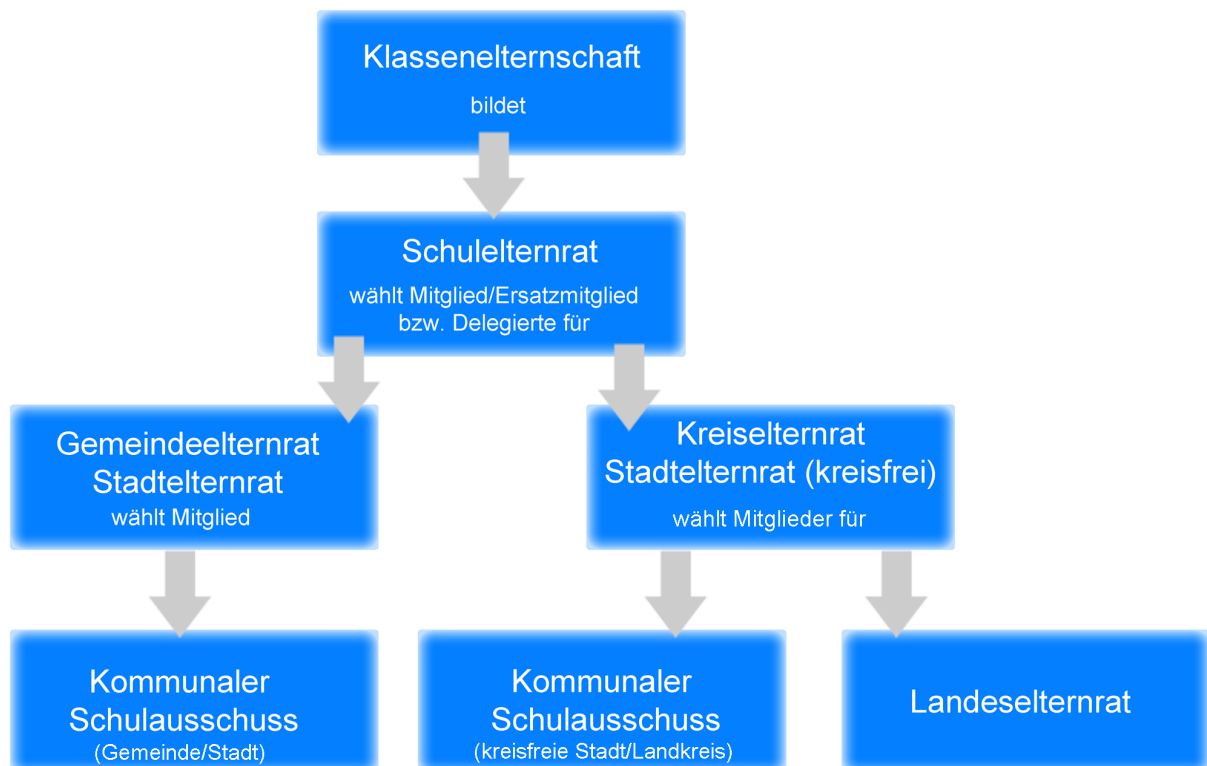 Klassenelternschaft
bildet
Schulelternrat
wählt Mitglied/Ersatzmitglied
bzw. Delegierte für
Gemeindeelternrat
Stadtelternrat
wählt Mitglied
Kreiselternrat
Stadtelternrat (kreisfrei)
wählt Mitglieder für
Kommunaler
Schulausschuss
(Gemeinde/Stadt)
Kommunaler
Schulausschuss
(kreisfreie Stadt/Landkreis)
Landeselternrat